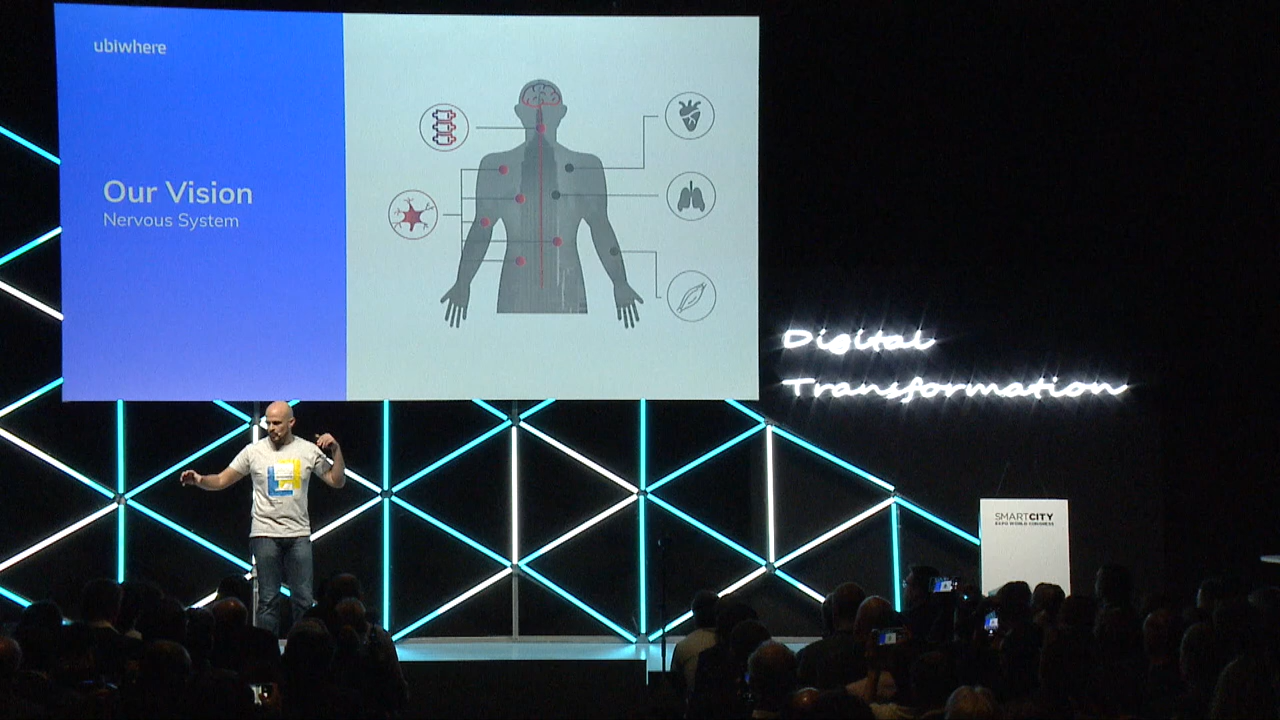 ubiwhere
Our Vision
Nervous System
Digital
Transformation
SMARTCITY
EXPO WORLD CONGRESS